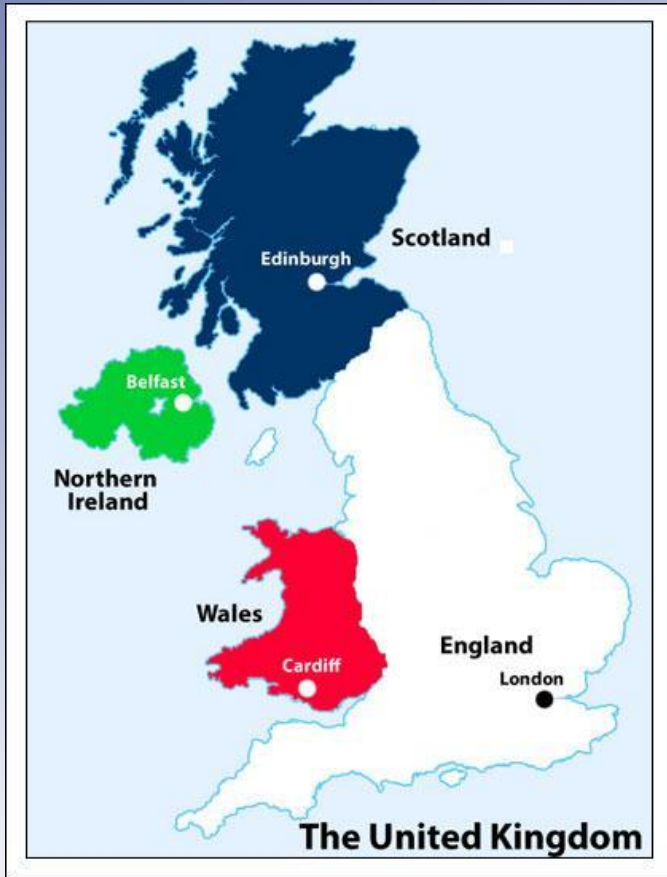 Scotland
Edinburgh
Belfast
Northern
Ireland
Wales
Cardiff
England
London
The United Kingdom